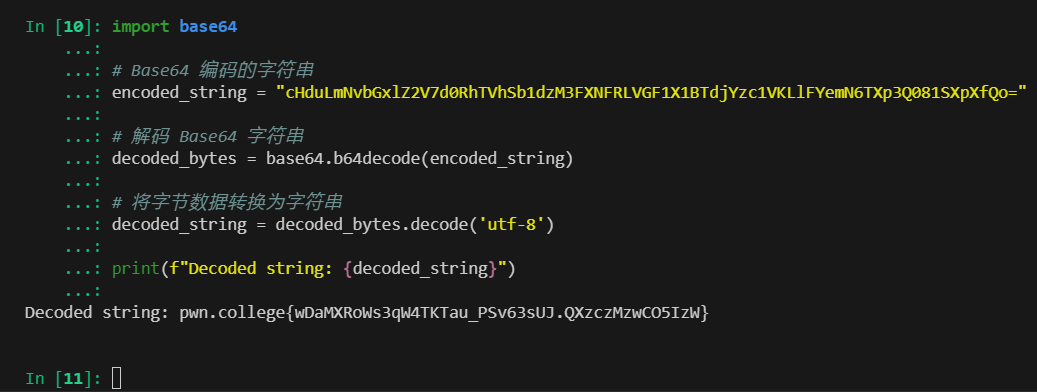 In [10]: import base64
...:
...: # Base64 编码的字符串
...: encoded_string = "cHduLmNvbGxlZ2V7d0RhTVhSb1dzM3FXNFRLVGF1X1BTdjYzc1VKLlFYemN6TXp3Q081SXpXfQo="
...:
...: # 解码 Base64 字符串
...: decoded_bytes = base64.b64decode(encoded_string)
...:
...: # 将字节数据转换为字符串
...: decoded_string = decoded_bytes.decode('utf-8')
...:
...: print(f"Decoded string: {decoded_string}")
...:
Decoded string: pwn.college{wDaMXRoWs3qW4TKTau_PSv63sUJ.QXzczMzwCO5IzW}
In [11]: